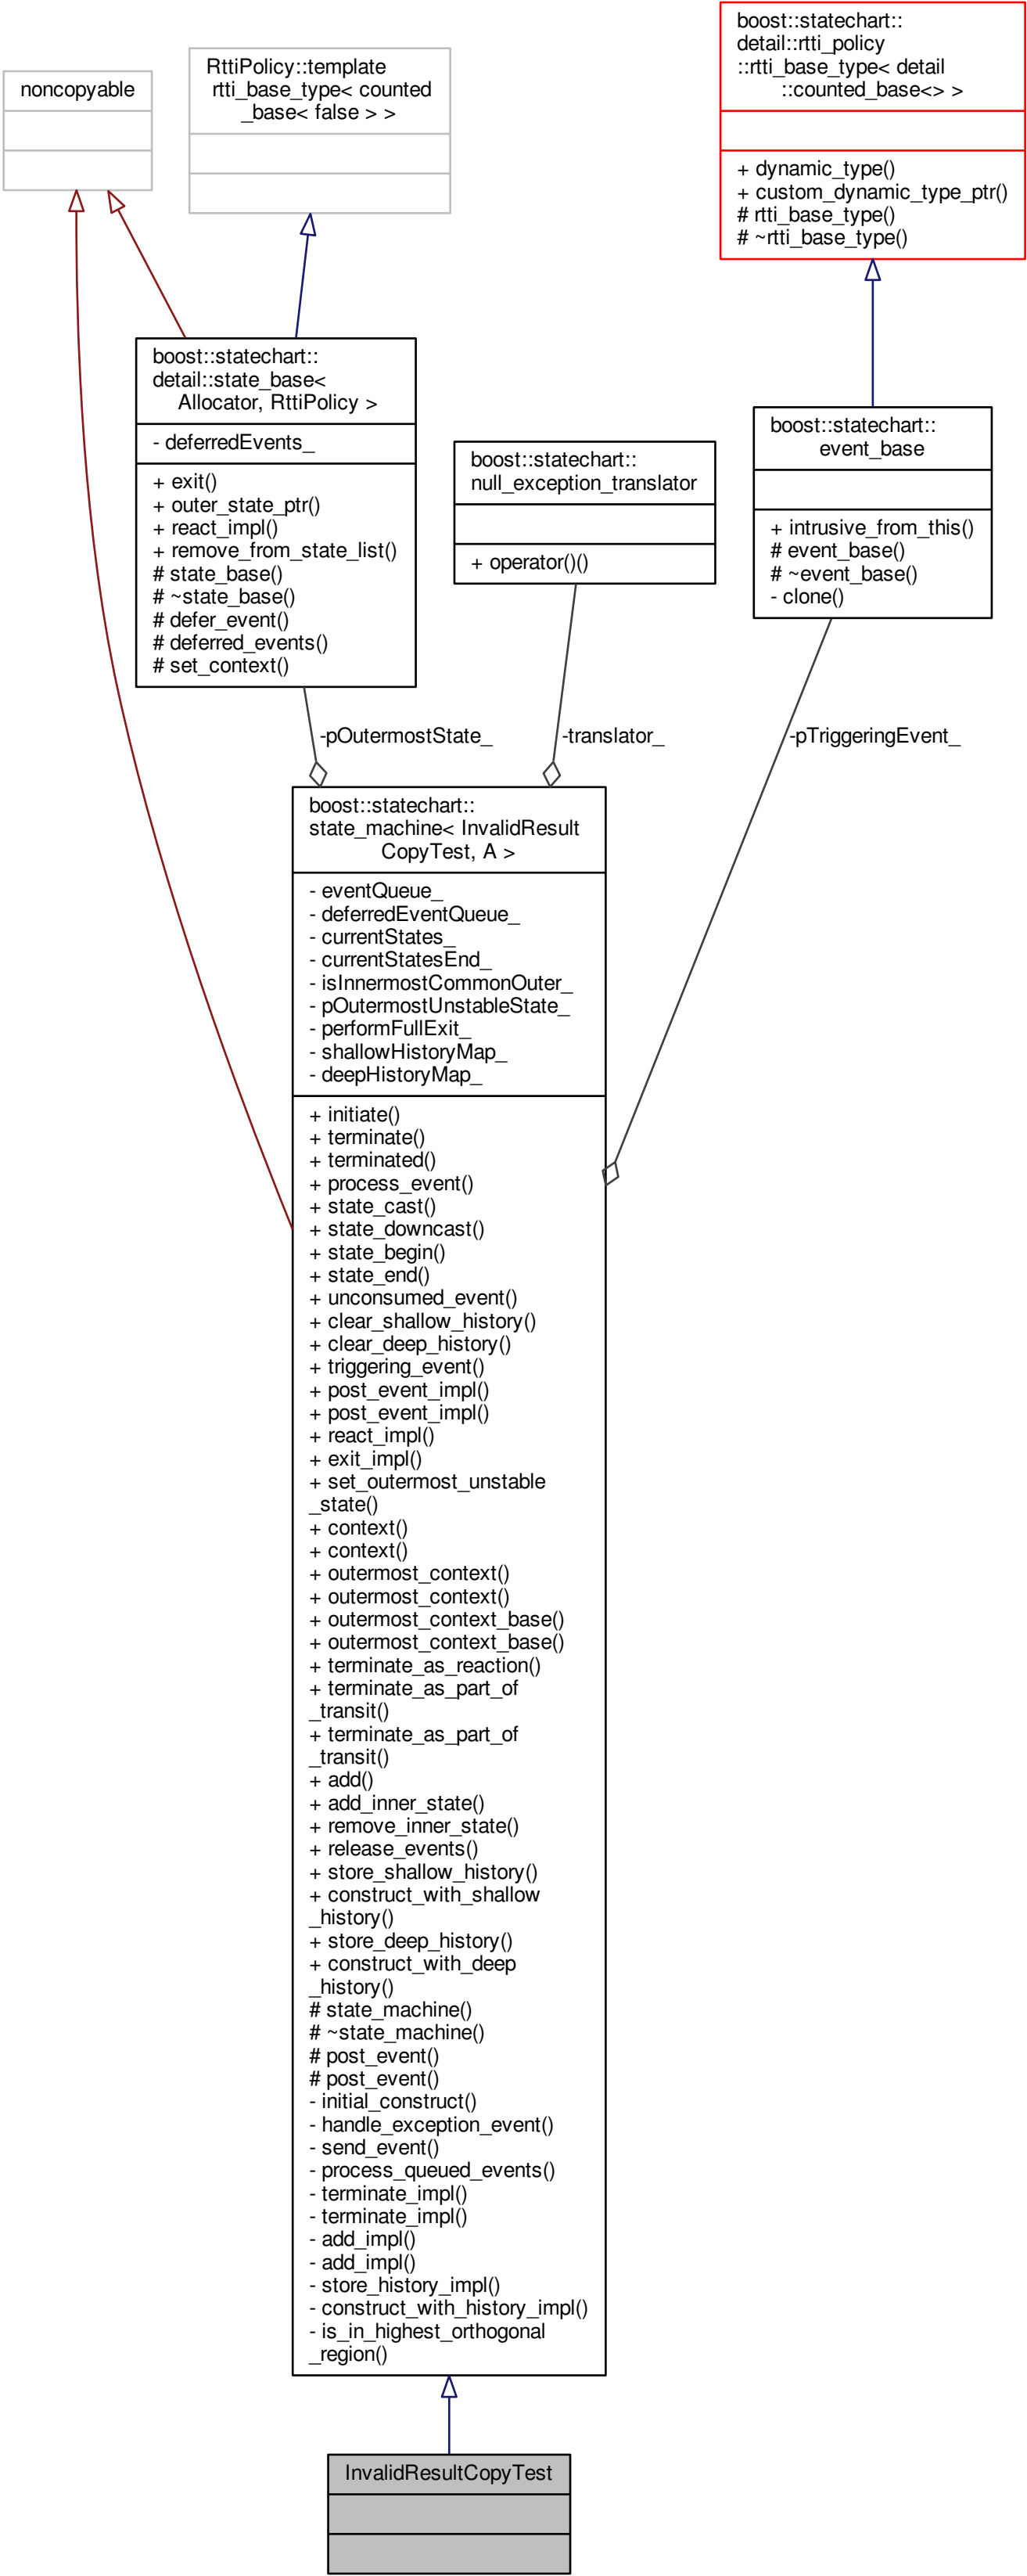 boost::statechart::
detail::rtti_policy
::rtti_base_type< detail
::counted_base<> >
+ dynamic_type()
+ custom_dynamic_type_ptr()
# rtti_base_type()
# ~rtti_base_type()
RttiPolicy::template
rtti_base_type< counted
_base< false > >
noncopyable
boost::statechart::
detail::state_base<
Allocator, RttiPolicy >
- deferredEvents_
+ exit()
+ outer_state_ptr()
+ react_impl()
+ remove_from_state_list()
# state_base()
# ~state_base()
# defer_event()
# deferred_events()
# set_context()
boost::statechart::
null_exception_translator
+ operator()()
boost::statechart::
event_base
+ intrusive_from_this()
# event_base()
# ~event_base()
- clone()
-pOutermostState_
-translator_
-pTriggeringEvent_
boost::statechart::
state_machine< InvalidResult
CopyTest, A >
- eventQueue_
- deferredEventQueue_
- currentStates_
- currentStatesEnd_
- isInnermostCommonOuter_
- pOutermostUnstableState_
- performFullExit_
- shallowHistoryMap_
- deepHistoryMap_
+ initiate()
+ terminate()
+ terminated()
+ process_event()
+ state_cast()
+ state_downcast()
+ state_begin()
+ state_end()
+ unconsumed_event()
+ clear_shallow_history()
+ clear_deep_history()
+ triggering_event()
+ post_event_impl()
+ post_event_impl()
+ react_impl()
+ exit_impl()
+ set_outermost_unstable
_state()
+ context()
+ context()
+ outermost_context()
+ outermost_context()
+ outermost_context_base()
+ outermost_context_base()
+ terminate_as_reaction()
+ terminate_as_part_of
_transit()
+ terminate_as_part_of
_transit()
+ add()
+ add_inner_state()
+ remove_inner_state()
+ release_events()
+ store_shallow_history()
+ construct_with_shallow
_history()
+ store_deep_history()
+ construct_with_deep
_history()
# state_machine()
# ~state_machine()
# post_event()
# post_event()
- initial_construct()
- handle_exception_event()
- send_event()
- process_queued_events()
- terminate_impl()
- terminate_impl()
- add_impl()
- add_impl()
- store_history_impl()
- construct_with_history_impl()
- is_in_highest_orthogonal
_region()
InvalidResultCopyTest